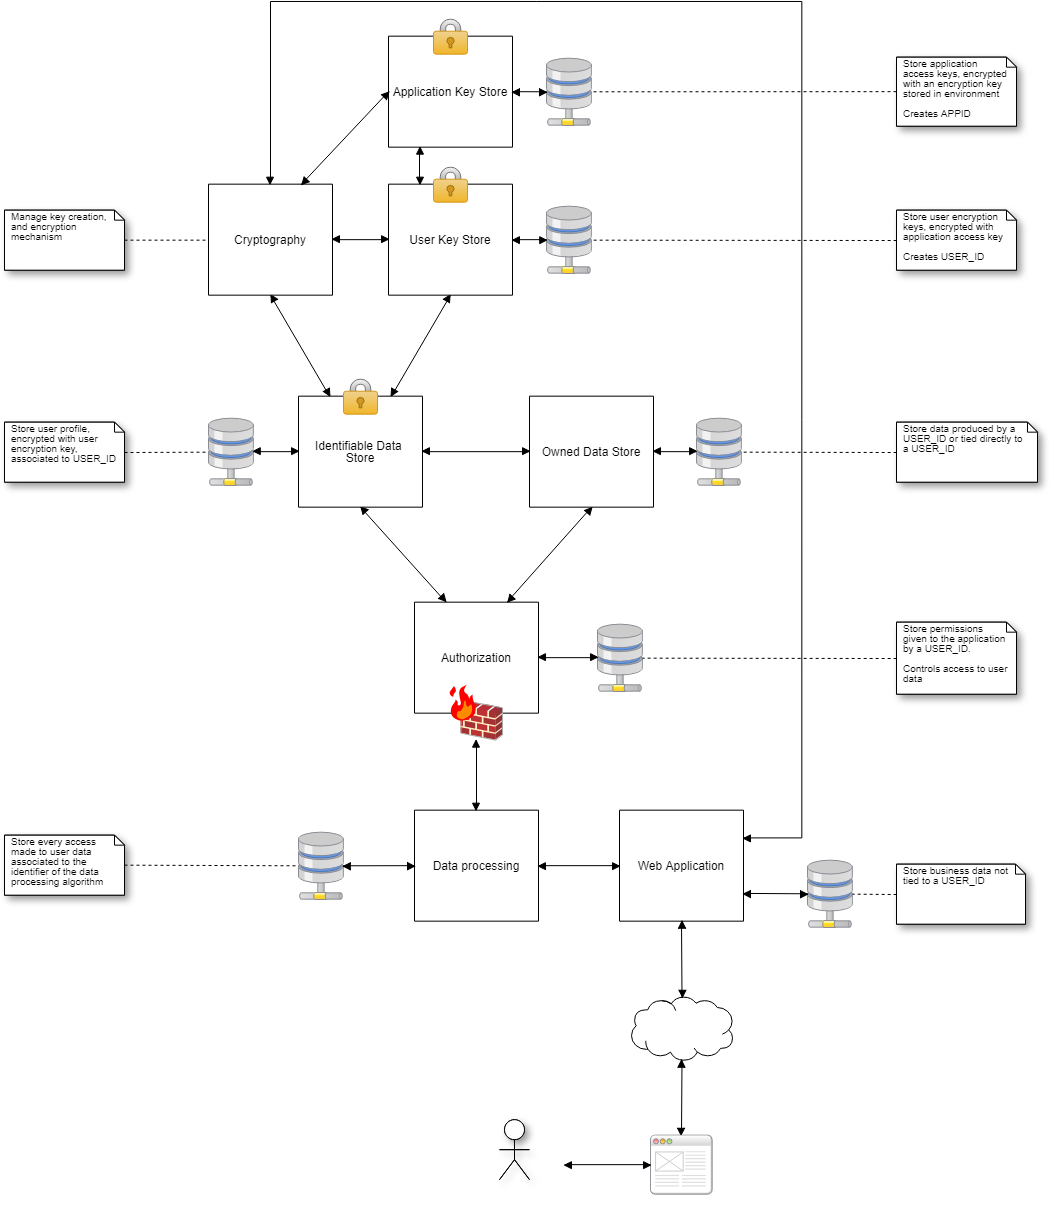 Application Key Store
Store application
access keys, encrypted
with an encryption key
stored in environment
Creates APPID
Manage key creation,
and encryption
mechanism
Cryptography
User Key Store
Store user encryption
keys, encrypted with
application access key
Creates USER_ID
Store user profile,
encrypted with user
encryption key,
associated to USER_ID
Identifiable Data
Store
Owned Data Store
Store data produced by a
USER_ID or tied directly to
a USER_ID
Authorization
Store permissions
given to the application
by a USER_ID.
Controls access to user
data
Store every access
made to user data
associated to the
identifier of the data
processing algorithm
Data processing
Web Application
Store business data not
tied to a USER_ID